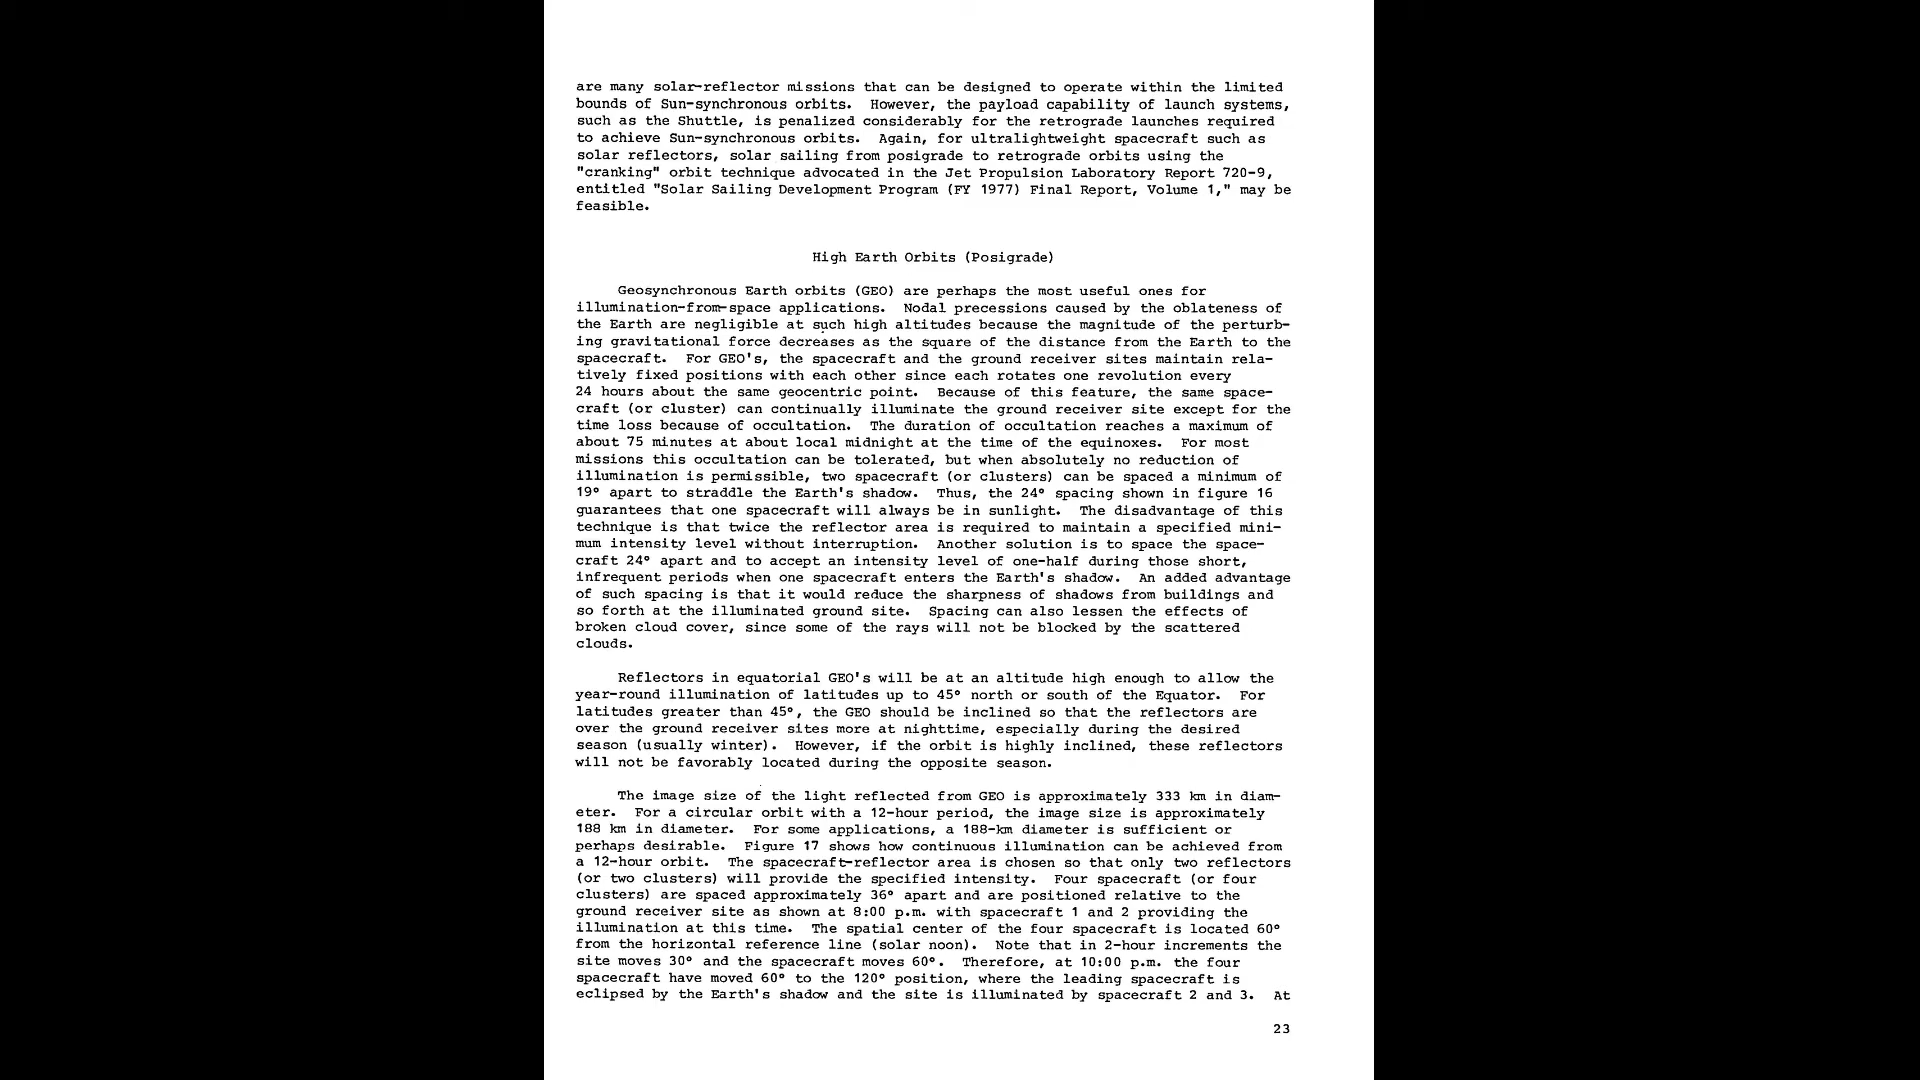 are many solar-reflector missions that can be designed to operate within the limited
bounds of Sun-synchronous orbits.  However, the payload capability of launch systems,
such as the Shuttle, is penalized considerably for the retrograde launches required
to achieve Sun-synchronous orbits.  Again, for ultralightweight spacecraft such as
solar reflectors, solar sailing from posigrade to retrograde orbits using the
"cranking" orbit technique advocated in the Jet Propulsion Laboratory Report 720-9,
entitled "Solar Sailing Development Program (FY 1977) Final Report, Volume 1," may be
feasible.
High Earth Orbits (Posigrade)
Geosynchronous Earth orbits (GEO) are perhaps the most useful ones for
illumination-from-space applications.  Nodal precessions caused by the oblateness of
the Earth are negligible at such high altitudes because the magnitude of the perturb-
ing gravitational force decreases as the square of the distance from the Earth to the
spacecraft.  For GEO's, the spacecraft and the ground receiver sites maintain rela-
tively fixed positions with each other since each rotates one revolution every
24 hours about the same geocentric point.  Because of this feature, the same space-
craft (or cluster) can continually illuminate the ground receiver site except for the
time loss because of occultation.  The duration of occultation reaches a maximum of
about 75 minutes at about local midnight at the time of the equinoxes.  For most
missions this occultation can be tolerated, but when absolutely no reduction of
illumination is permissible, two spacecraft (or clusters) can be spaced a minimum of
19° apart to straddle the Earth's shadow.  Thus, the 24° spacing shown in figure 16
guarantees that one spacecraft will always be in sunlight.  The disadvantage of this
technique is that twice the reflector area is required to maintain a specified mini-
mum intensity level without interruption.  Another solution is to space the space-
craft 24° apart and to accept an intensity level of one-half during those short,
infrequent periods when one spacecraft enters the Earth's shadow.  An added advantage
of such spacing is that it would reduce the sharpness of shadows from buildings and
so forth at the illuminated ground site.  Spacing can also lessen the effects of
broken cloud cover, since some of the rays will not be blocked by the scattered
clouds.
Reflectors in equatorial GEO's will be at an altitude high enough to allow the
year-round illumination of latitudes up to 45° north or south of the Equator.  For
latitudes greater than 45°, the GEO should be inclined so that the reflectors are
over the ground receiver sites more at nighttime, especially during the desired
season (usually winter).  However, if the orbit is highly inclined, these reflectors
will not be favorably located during the opposite season.
The image size of the light reflected from GEO is approximately 333 km in diam-
eter.  For a circular orbit with a 12-hour period, the image size is approximately
188 km in diameter.  For some applications, a 188-km diameter is sufficient or
perhaps desirable.  Figure 17 shows how continuous illumination can be achieved from
a 12-hour orbit.  The spacecraft-reflector area is chosen so that only two reflectors
(or two clusters) will provide the specified intensity.  Four spacecraft (or four
clusters) are spaced approximately 36° apart and are positioned relative to the
ground receiver site as shown at 8:00 p.m. with spacecraft 1 and 2 providing the
illumination at this time.  The spatial center of the four spacecraft is located 60°
from the horizontal reference line (solar noon).  Note that in 2-hour increments the
site moves 30° and the spacecraft moves 60°.  Therefore, at 10:00 p.m. the four
spacecraft have moved 60° to the 120° position, where the leading spacecraft is
eclipsed by the Earth's shadow and the site is illuminated by spacecraft 2 and 3.  At
23